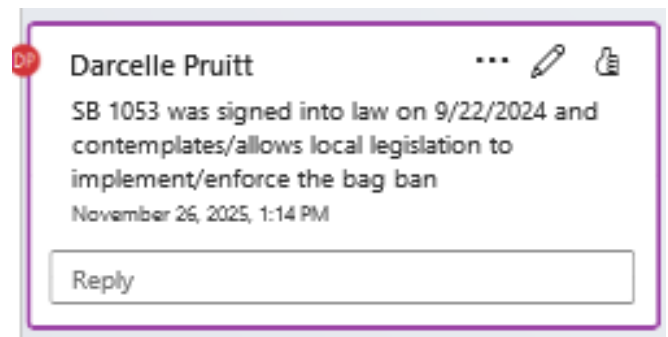 DP
Darcelle Pruitt
SB 1053 was signed into law on 9/22/2024 and
contemplates/allows local legislation to
implement/enforce the bag ban
November 26, 2025, 1:14 PM
Reply